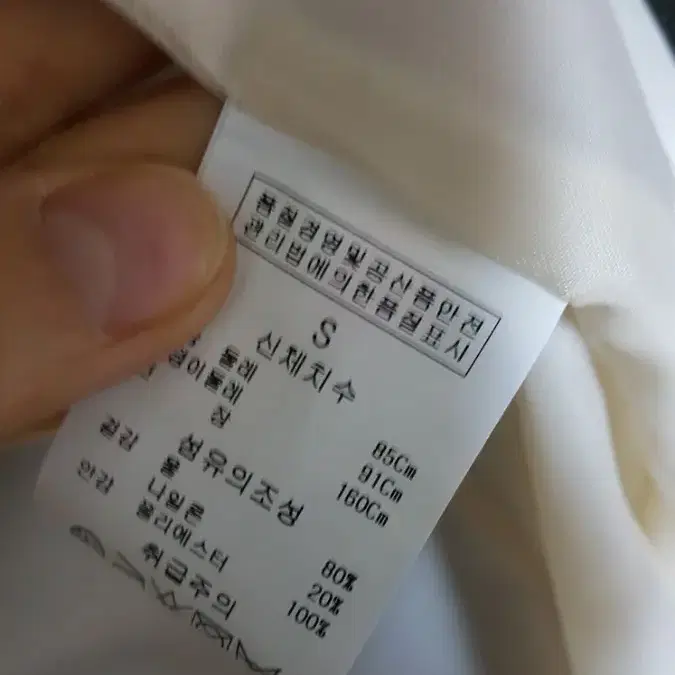 품질경영및공산품안전
관리법에의한품질표시
S
신체치수
둘레 85Cm
덩이둘레 91Cm
장 160Cm
섬유의조성
겉감 울 80%
나일론 20%
안감 폴리에스터 100%
취급주의